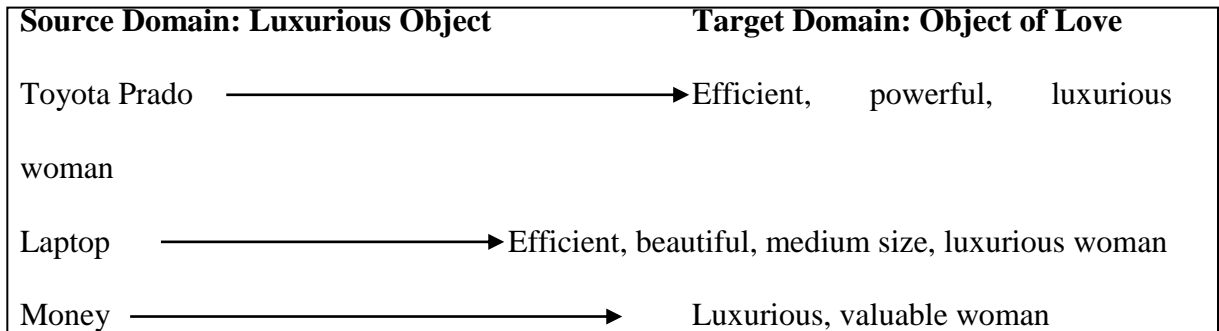 Source Domain: Luxurious Object Target Domain: Object of Love
Toyota Prado Efficient, powerful, luxurious
woman
Laptop Efficient, beautiful, medium size, luxurious woman
Money Luxurious, valuable woman